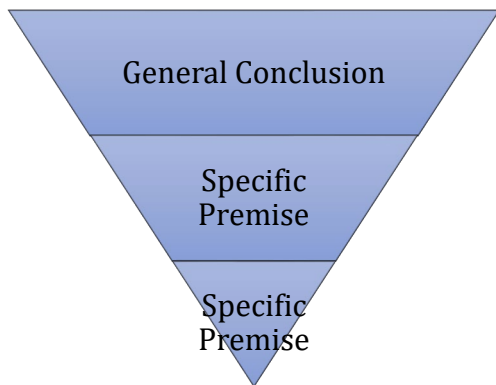 General Conclusion
Specific
Premise
Specific
Premise